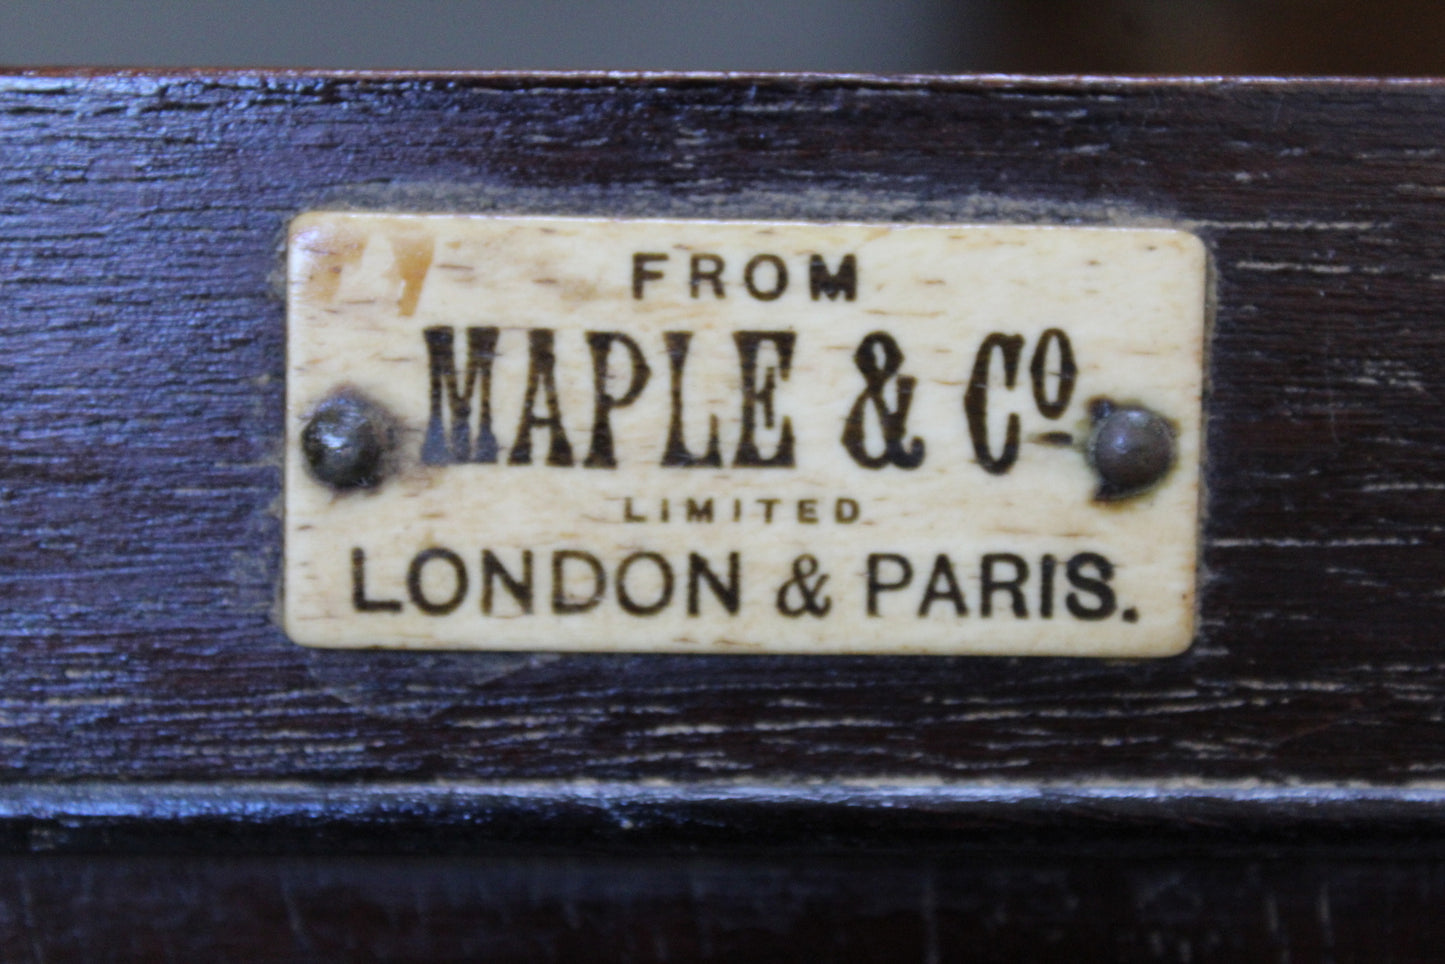 FROM
MAPLE & Co
LIMITED
LONDON & PARIS.